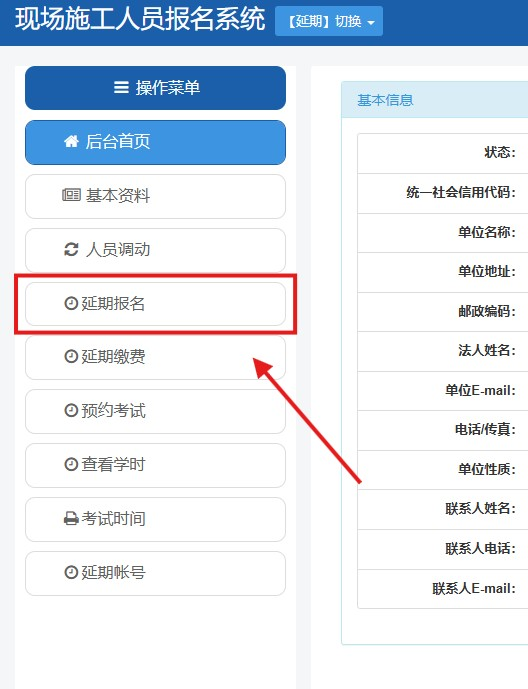 现场施工人员报名系统 【延期】切换
操作菜单
后台首页
基本资料
人员调动
延期报名
延期缴费
预约考试
查看学时
考试时间
延期帐号
基本信息
状态：
统一社会信用代码：
单位名称：
单位地址：
邮政编码：
法人姓名：
单位E-mail：
电话/传真：
单位性质：
联系人姓名：
联系人电话：
联系人E-mail：